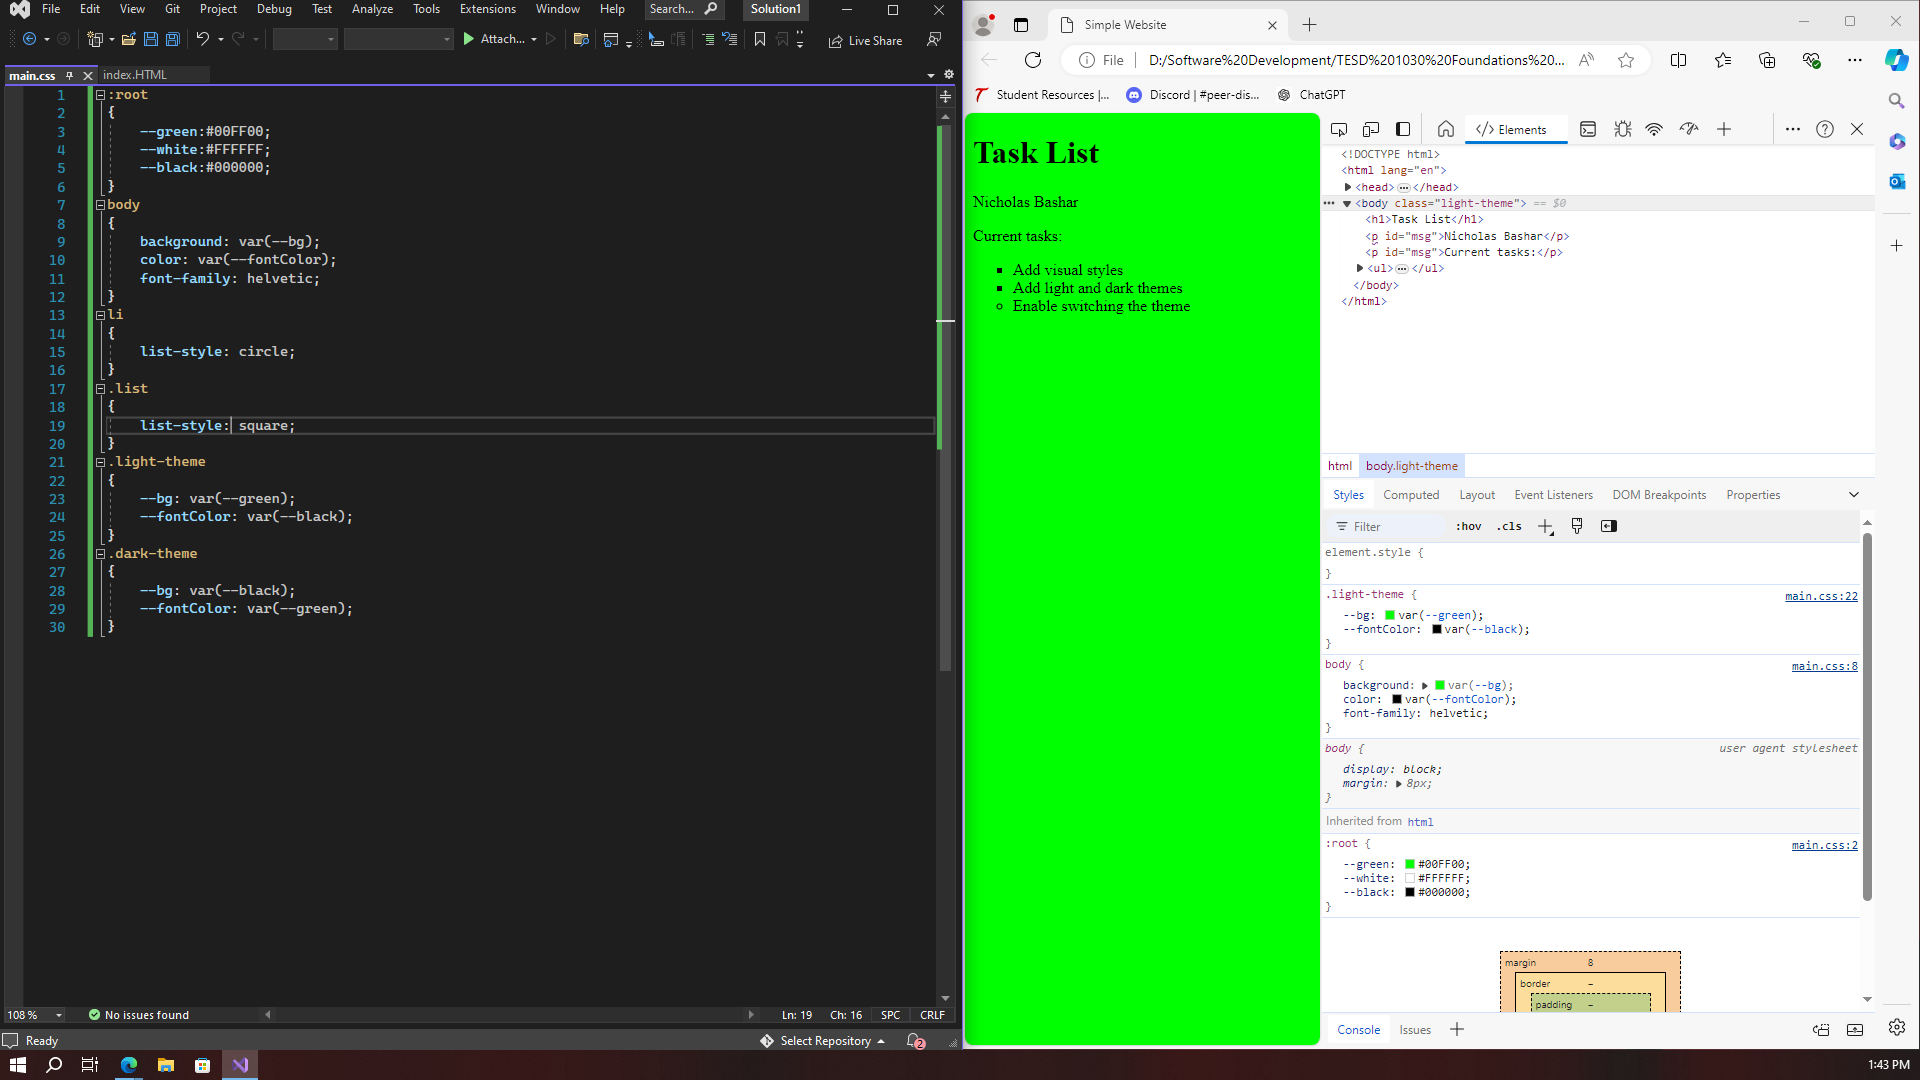 File Edit View Git Project Debug Test Analyze Tools Extensions Window Help Search... Solution1
Attach... Live Share
main.css index.HTML
1 :root
2 {
3 --green:#00FF00;
4 --white:#FFFFFF;
5 --black:#000000;
6 }
7 body
8 {
9 background: var(--bg);
10 color: var(--fontColor);
11 font-family: helvetic;
12 }
13 li
14 {
15 list-style: circle;
16 }
17 .list
18 {
19 list-style: square;
20 }
21 .light-theme
22 {
23 --bg: var(--green);
24 --fontColor: var(--black);
25 }
26 .dark-theme
27 {
28 --bg: var(--black);
29 --fontColor: var(--green);
30 }
108 % No issues found Ln: 19 Ch: 16 SPC CRLF
Ready Select Repository 2
Simple Website
File D:/Software%20Development/TESD%201030%20Foundations%20...
Student Resources |... Discord | #peer-dis... ChatGPT
Task List
Nicholas Bashar
Current tasks:
Add visual styles
Add light and dark themes
Enable switching the theme
Elements
<!DOCTYPE html>
<html lang="en">
<head> ... </head>
<body class="light-theme"> == $0
<h1>Task List</h1>
<p id="msg">Nicholas Bashar</p>
<p id="msg">Current tasks:</p>
<ul> ... </ul>
</body>
</html>
html body.light-theme
Styles Computed Layout Event Listeners DOM Breakpoints Properties
Filter :hov .cls
element.style {
}
.light-theme { main.css:22
--bg: var(--green);
--fontColor: var(--black);
}
body { main.css:8
background: var(--bg);
color: var(--fontColor);
font-family: helvetic;
}
body { user agent stylesheet
display: block;
margin: 8px;
}
Inherited from html
:root { main.css:2
--green: #00FF00;
--white: #FFFFFF;
--black: #000000;
}
margin 8
border –
padding –
Console Issues
1:43 PM